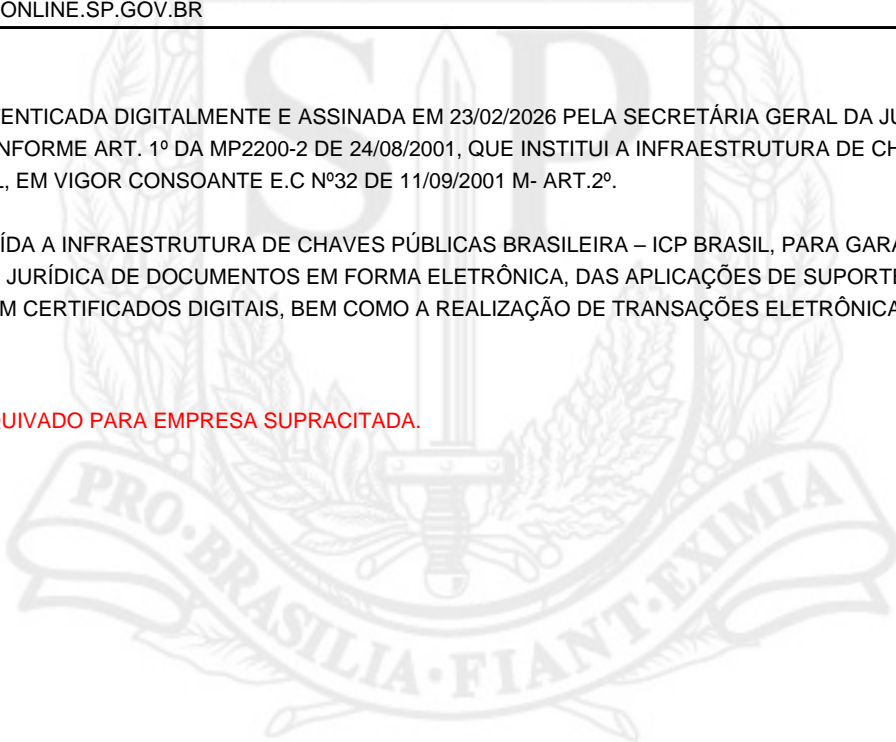 ONLINE.SP.GOV.BR
ENTICADA DIGITALMENTE E ASSINADA EM 23/02/2026 PELA SECRETÁRIA GERAL DA JU
NFORME ART. 1º DA MP2200-2 DE 24/08/2001, QUE INSTITUI A INFRAESTRUTURA DE CH
L, EM VIGOR CONSOANTE E.C Nº32 DE 11/09/2001 M- ART.2º.
ÍDA A INFRAESTRUTURA DE CHAVES PÚBLICAS BRASILEIRA – ICP BRASIL, PARA GARA
JURÍDICA DE DOCUMENTOS EM FORMA ELETRÔNICA, DAS APLICAÇÕES DE SUPORTE
M CERTIFICADOS DIGITAIS, BEM COMO A REALIZAÇÃO DE TRANSAÇÕES ELETRÔNICA
QUIVADO PARA EMPRESA SUPRACITADA.
SP
PRO·BRASILIA·FIANT·EXIMIA